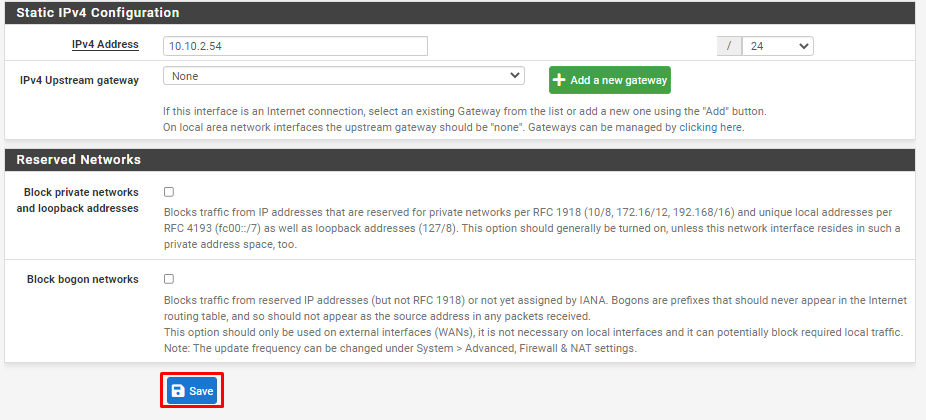 Static IPv4 Configuration
IPv4 Address
10.10.2.54
/ 24
IPv4 Upstream gateway
None
Add a new gateway
If this interface is an Internet connection, select an existing Gateway from the list or add a new one using the "Add" button.
On local area network interfaces the upstream gateway should be "none". Gateways can be managed by clicking here.
Reserved Networks
Block private networks
and loopback addresses
Blocks traffic from IP addresses that are reserved for private networks per RFC 1918 (10/8, 172.16/12, 192.168/16) and unique local addresses per
RFC 4193 (fc00::/7) as well as loopback addresses (127/8). This option should generally be turned on, unless this network interface resides in such a
private address space, too.
Block bogon networks
Blocks traffic from reserved IP addresses (but not RFC 1918) or not yet assigned by IANA. Bogons are prefixes that should never appear in the Internet
routing table, and so should not appear as the source address in any packets received.
This option should only be used on external interfaces (WANs), it is not necessary on local interfaces and it can potentially block required local traffic.
Note: The update frequency can be changed under System > Advanced, Firewall & NAT settings.
Save